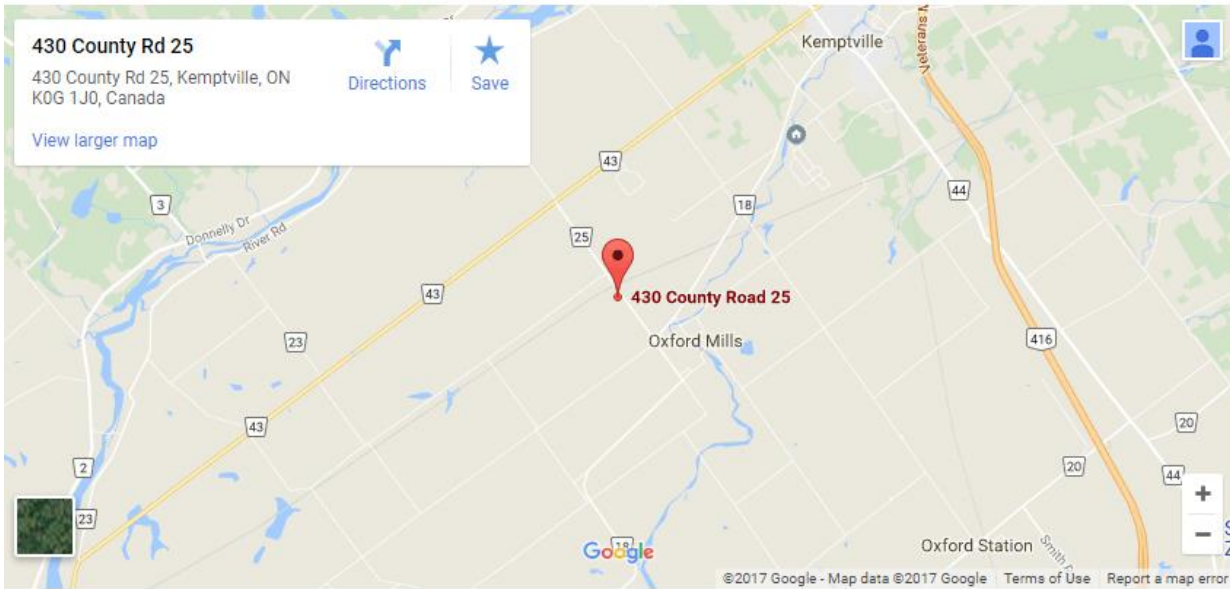 430 County Rd 25
430 County Rd 25, Kemptville, ON
K0G 1J0, Canada
Directions
Save
View larger map
Kemptville
43
3
18
44
Donnelly Dr
River Rd
25
43
430 County Road 25
23
Oxford Mills
416
43
20
2
20
44
+
23
−
18
Google
Oxford Station
©2017 Google - Map data ©2017 Google
Terms of Use
Report a map error